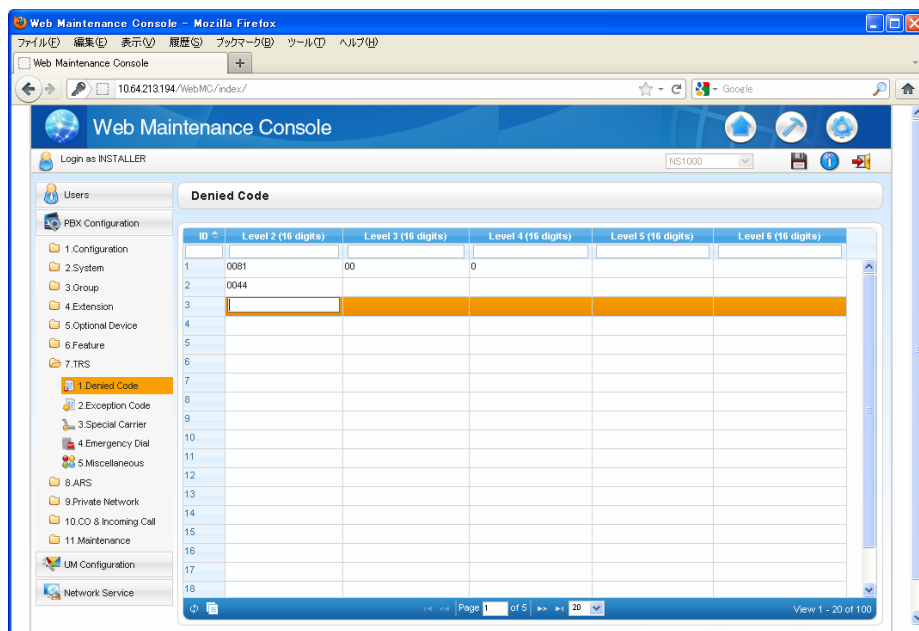 Web Maintenance Console - Mozilla Firefox
ファイル(F) 編集(E) 表示(V) 履歴(S) ブックマーク(B) ツール(T) ヘルプ(H)
Web Maintenance Console
10.64.213.194/WebMC/index/
Google
Web Maintenance Console
Login as INSTALLER
NS1000
Users
PBX Configuration
1.Configuration
2.System
3.Group
4.Extension
5.Optional Device
6.Feature
7.TRS
1.Denied Code
2.Exception Code
3.Special Carrier
4.Emergency Dial
5.Miscellaneous
8.ARS
9.Private Network
10.CO & Incoming Call
11.Maintenance
UM Configuration
Network Service
Denied Code
ID Level 2 (16 digits) Level 3 (16 digits) Level 4 (16 digits) Level 5 (16 digits) Level 6 (16 digits)
1 0081 00 0
2 0044
3
4
5
6
7
8
9
10
11
12
13
14
15
16
17
18
Page 1 of 5 20 View 1 - 20 of 100